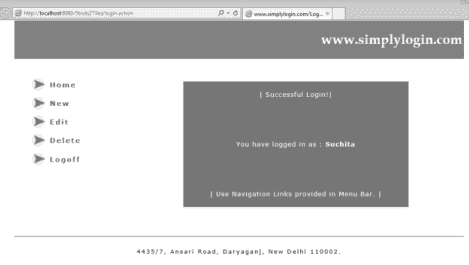 http://localhost:8080/Struts2Tiles/login.action
www.simplylogin.com/Log...
www.simplylogin.com
Home
New
Edit
Delete
Logoff
[ Successful Login!]
You have logged in as : Suchita
[ Use Navigation Links provided in Menu Bar. ]
4435/7, Ansari Road, Daryaganj, New Delhi 110002.